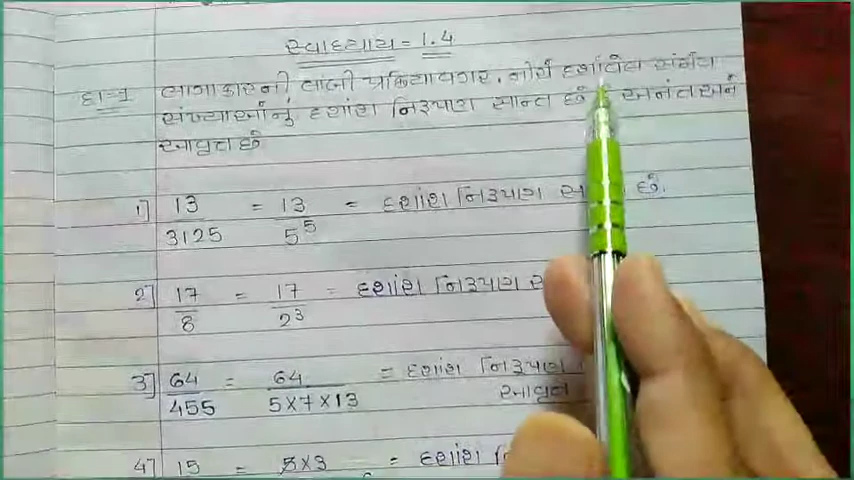 સ્વાધ્યાય = 1.4
દા=1 ભાગાકારની લાંબી પ્રક્રિયા વગર, નીચે દર્શાવેલ સંમેય
સંખ્યાઓનું દશાંશ નિરૂપણ સાન્ત છે કે અનંત અને
આવૃત્ત છે
1] 13/3125 = 13/5^5 = દશાંશ નિરૂપણ છે.
2] 17/8 = 17/2^3 = દશાંશ નિરૂપણ
3] 64/455 = 64/5×7×13 = દશાંશ નિરૂપણ
આવૃત્ત
4] 15 = 5×3 = દશાંશ